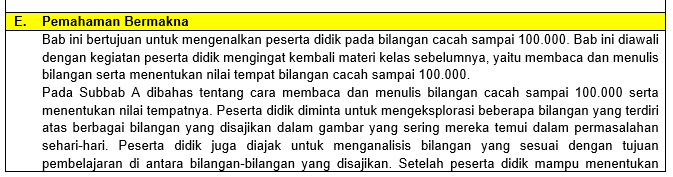 E. Pemahaman Bermakna
Bab ini bertujuan untuk mengenalkan peserta didik pada bilangan cacah sampai 100.000. Bab ini diawali
dengan kegiatan peserta didik mengingat kembali materi kelas sebelumnya, yaitu membaca dan menulis
bilangan serta menentukan nilai tempat bilangan cacah sampai 100.000.
Pada Subbab A dibahas tentang cara membaca dan menulis bilangan cacah sampai 100.000 serta
menentukan nilai tempatnya. Peserta didik diminta untuk mengeksplorasi beberapa bilangan yang terdiri
atas berbagai bilangan yang disajikan dalam gambar yang sering mereka temui dalam permasalahan
sehari-hari. Peserta didik juga diajak untuk menganalisis bilangan yang sesuai dengan tujuan
pembelajaran di antara bilangan-bilangan yang disajikan. Setelah peserta didik mampu menentukan